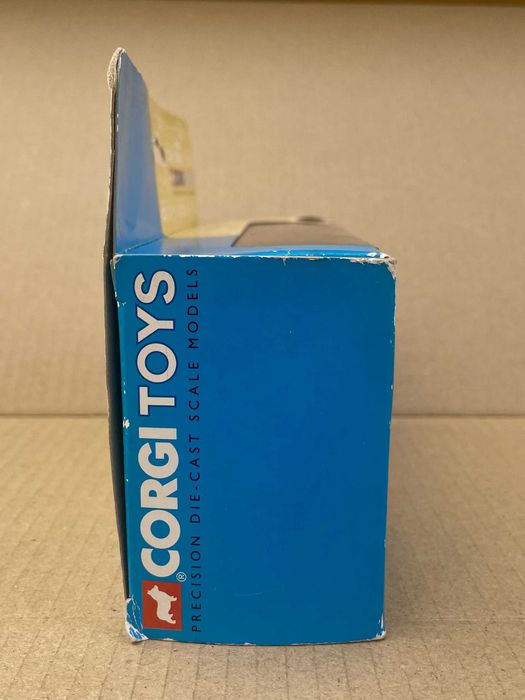 CORGI TOYS
®
PRECISION DIE-CAST SCALE MODELS